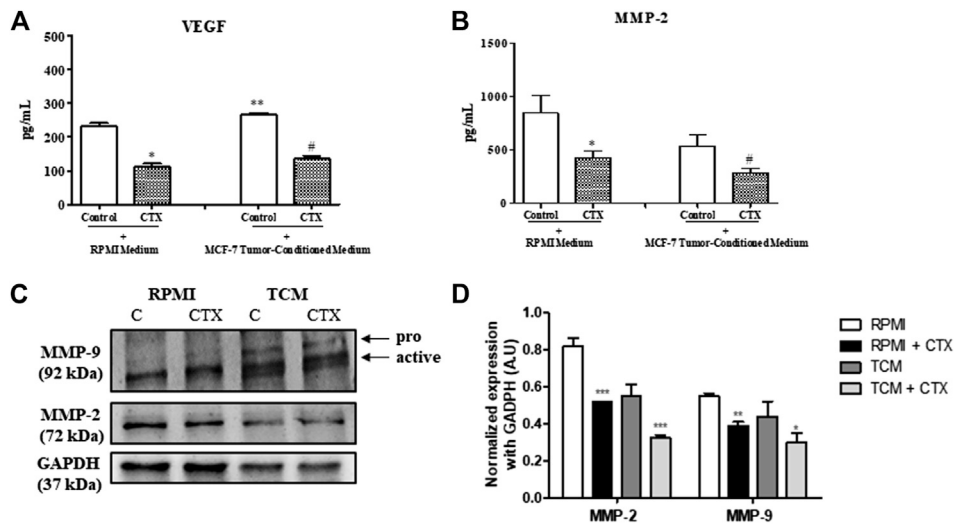 A
VEGF
pg/mL
500
400
300
200
100
0
*
**
#
Control CTX Control CTX
+ +
RPMI Medium MCF-7 Tumor-Conditioned Medium
B
MMP-2
pg/mL
1500
1000
500
0
*
#
Control CTX Control CTX
+ +
RPMI Medium MCF-7 Tumor-Conditioned Medium
C
RPMI TCM
C CTX C CTX
pro
active
MMP-9
(92 kDa)
MMP-2
(72 kDa)
GAPDH
(37 kDa)
D
Normalized expression
with GADPH (A.U)
1.0
0.8
0.6
0.4
0.2
0.0
***
***
**
*
MMP-2 MMP-9
RPMI
RPMI + CTX
TCM
TCM + CTX